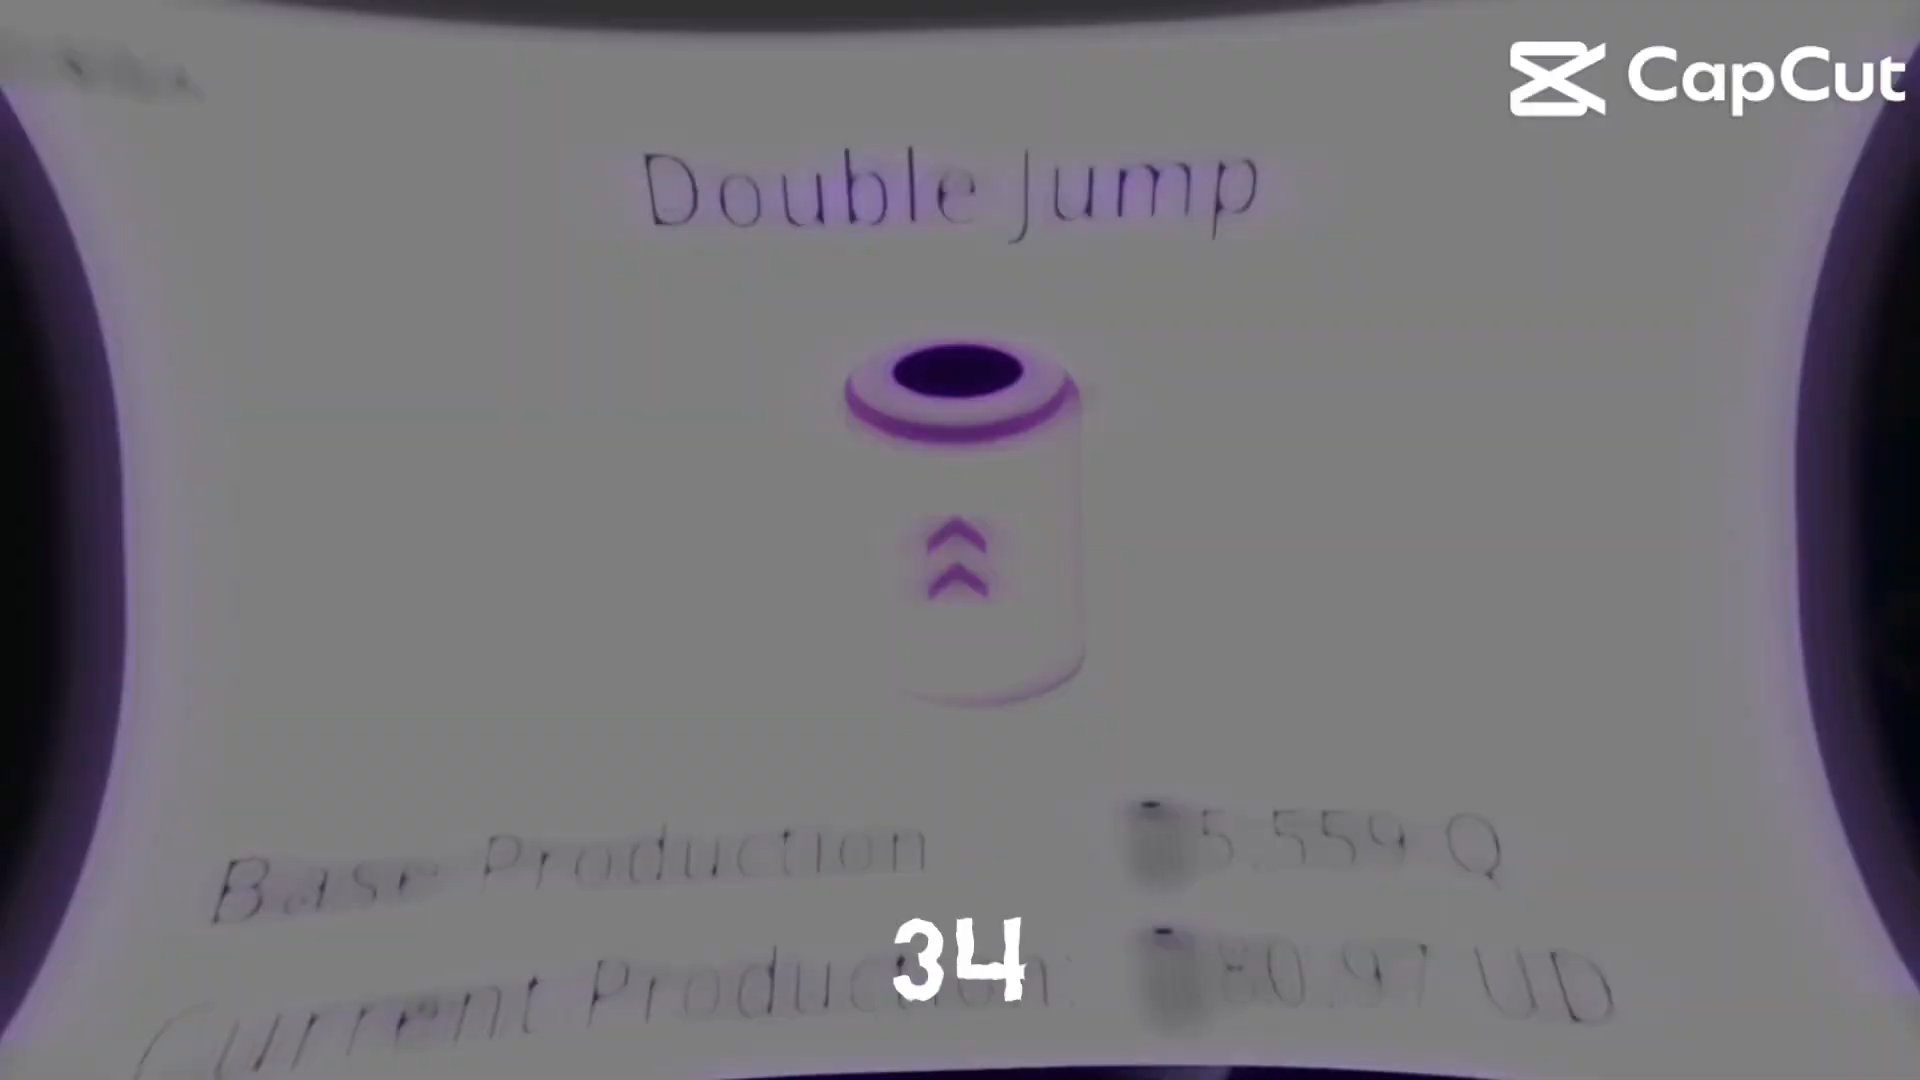 CapCut
Double Jump
Base Production 5.559 Q
34
Current Production: 80.97 UD